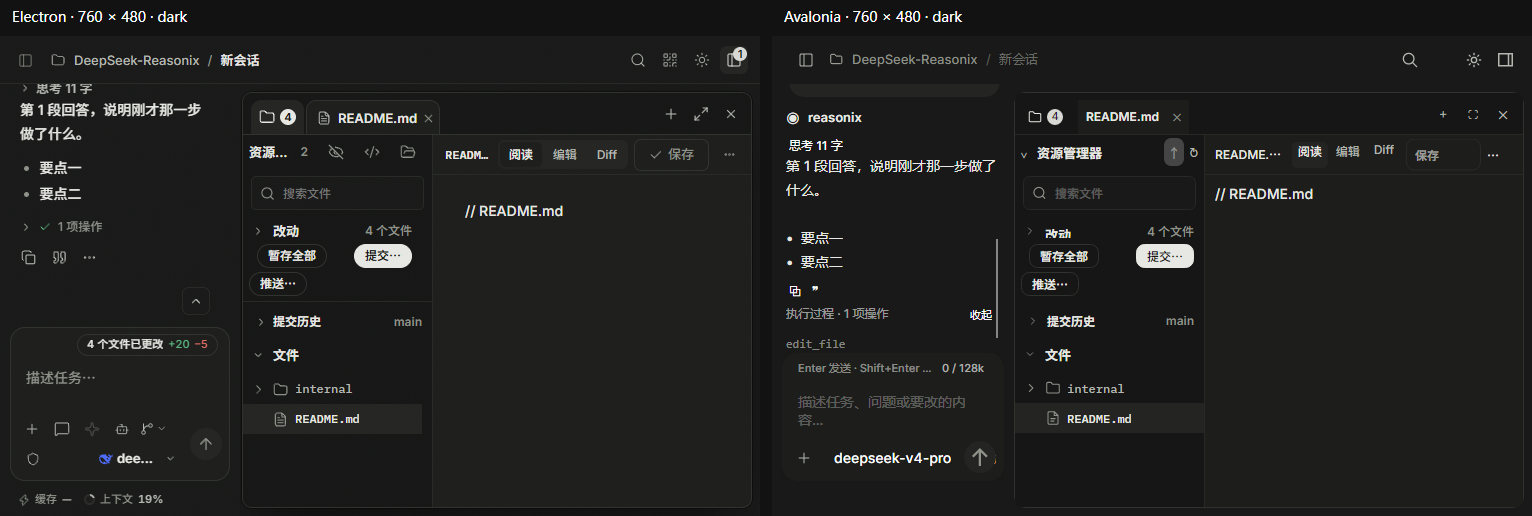 Electron · 760 × 480 · dark
DeepSeek-Reasonix / 新会话
1
思考 11 字
第 1 段回答，说明刚才那一步
做了什么。
要点一
要点二
1 项操作
4 个文件已更改 +20 −5
描述任务…
dee...
缓存 — 上下文 19%
4 README.md
资源... 2
搜索文件
改动 4 个文件
暂存全部 提交…
推送…
提交历史 main
文件
internal
README.md
READM... 阅读 编辑 Diff 保存 ...
// README.md
Avalonia · 760 × 480 · dark
DeepSeek-Reasonix / 新会话
reasonix
思考 11 字
第 1 段回答，说明刚才那一步做了
什么。
要点一
要点二
执行过程 · 1 项操作 收起
edit_file
Enter 发送 · Shift+Enter ... 0 / 128k
描述任务、问题或要改的内
容...
deepseek-v4-pro
4 README.md
资源管理器
搜索文件
改动 4 个文件
暂存全部 提交…
推送…
提交历史 main
文件
internal
README.md
README.… 阅读 编辑 Diff 保存 ...
// README.md